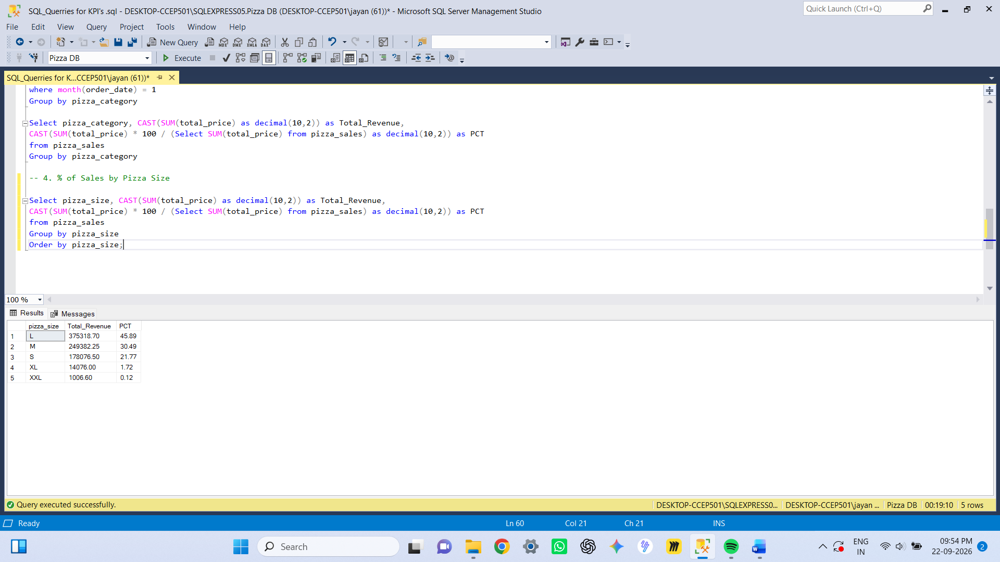 SQL_Querries for KPI's .sql - DESKTOP-CCEP501\SQLEXPRESS05.Pizza DB (DESKTOP-CCEP501\jayan (61))* - Microsoft SQL Server Management Studio
Quick Launch (Ctrl+Q)
File Edit View Query Project Tools Window Help
New Query MDX DMX XMLA DAX
Pizza DB Execute
SQL_Querries for K...CCEP501\jayan (61))*
where month(order_date) = 1
Group by pizza_category
Select pizza_category, CAST(SUM(total_price) as decimal(10,2)) as Total_Revenue,
CAST(SUM(total_price) * 100 / (Select SUM(total_price) from pizza_sales) as decimal(10,2)) as PCT
from pizza_sales
Group by pizza_category
-- 4. % of Sales by Pizza Size
Select pizza_size, CAST(SUM(total_price) as decimal(10,2)) as Total_Revenue,
CAST(SUM(total_price) * 100 / (Select SUM(total_price) from pizza_sales) as decimal(10,2)) as PCT
from pizza_sales
Group by pizza_size
Order by pizza_size;
100 %
Results Messages
pizza_size Total_Revenue PCT
1 L 375318.70 45.89
2 M 249382.25 30.49
3 S 178076.50 21.77
4 XL 14076.00 1.72
5 XXL 1006.60 0.12
Query executed successfully. DESKTOP-CCEP501\SQLEXPRESS0... DESKTOP-CCEP501\jayan ... Pizza DB 00:19:10 5 rows
Ready Ln 60 Col 21 Ch 21 INS
Search
ENG
IN
09:54 PM
22-09-2026
2